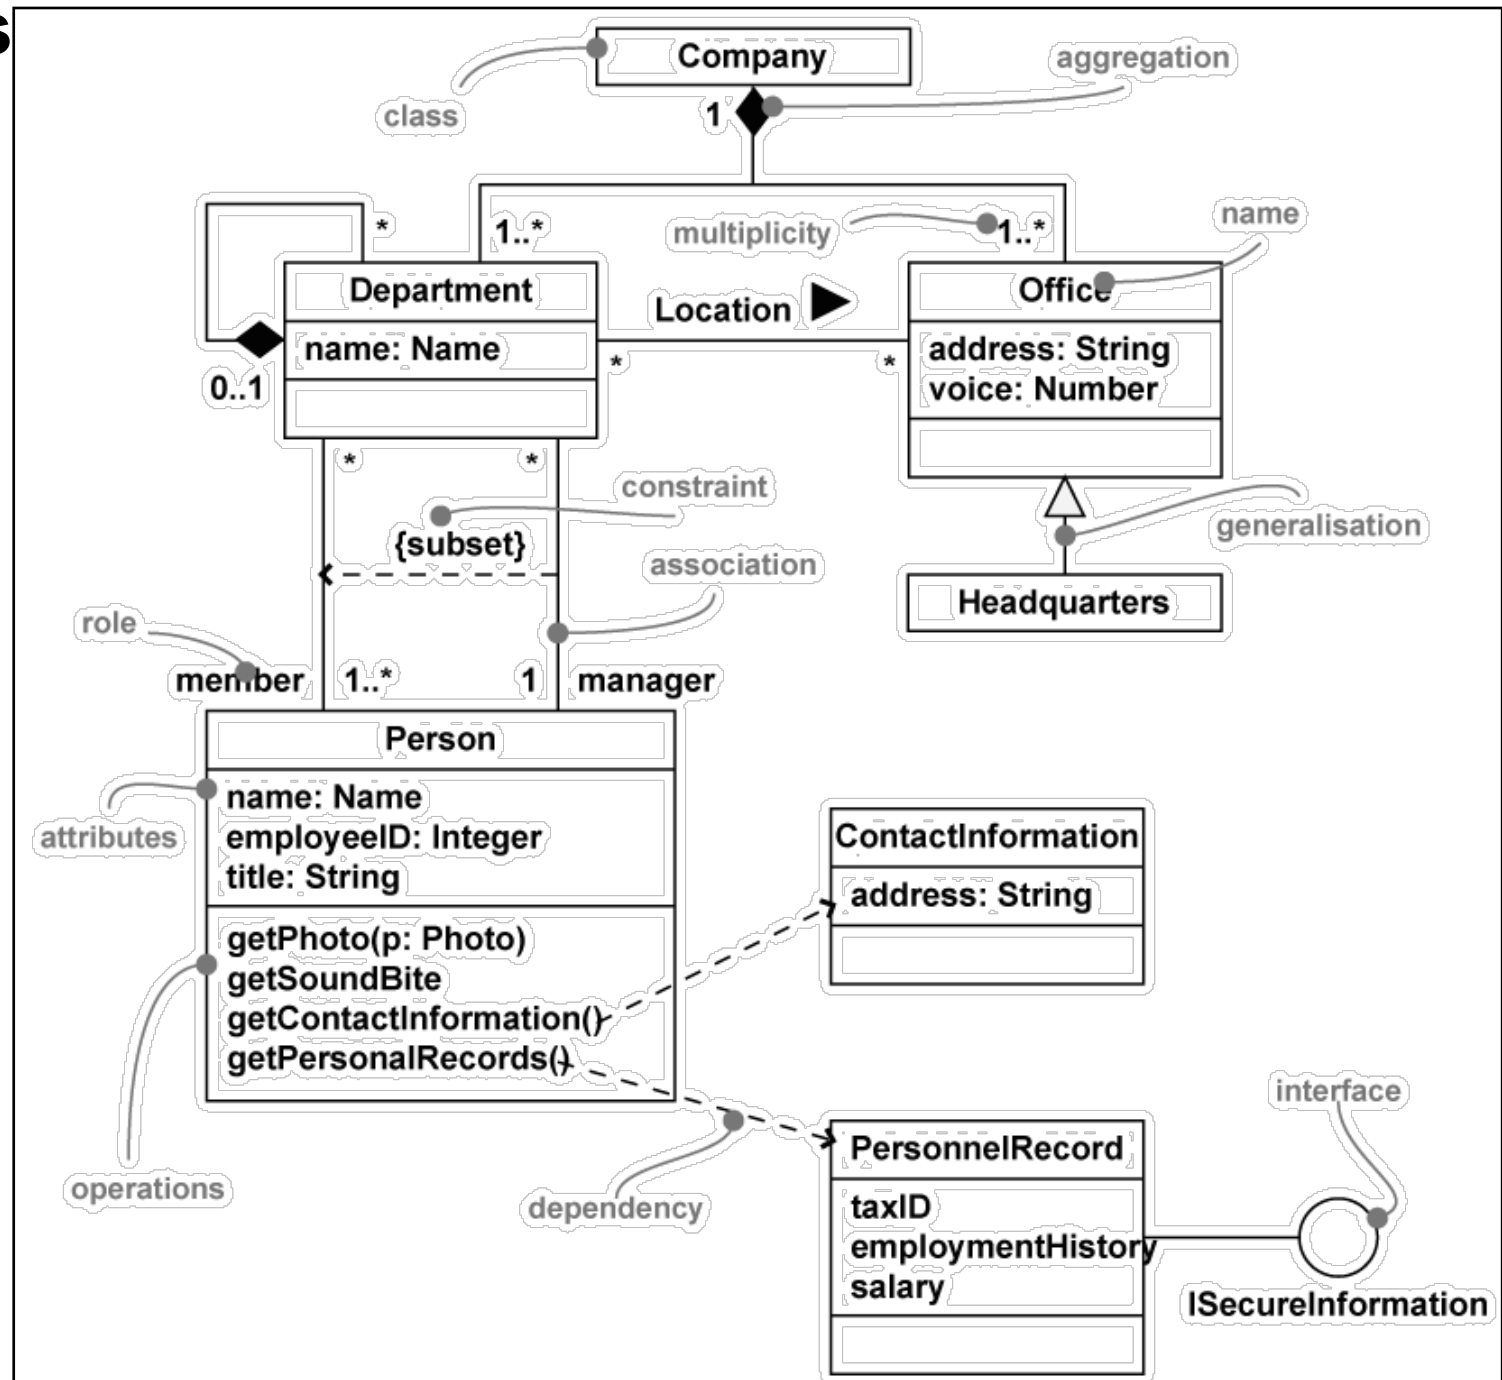 s
Company
aggregation
class
1
name
*
1..*
multiplicity
1..*
Department
Location
Office
name: Name
address: String
voice: Number
*
*
0..1
*
*
constraint
{subset}
generalisation
association
Headquarters
role
member
1..*
1
manager
Person
name: Name
employeeID: Integer
title: String
attributes
ContactInformation
address: String
getPhoto(p: Photo)
getSoundBite
getContactInformation()
getPersonalRecords()
interface
operations
dependency
PersonnelRecord
taxID
employmentHistory
salary
ISecureInformation